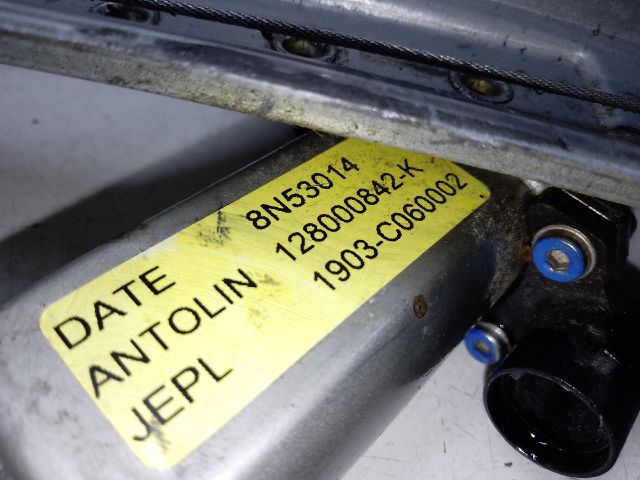 DATE 8N53014
ANTOLIN 128000842-K
JEPL 1903-C060002